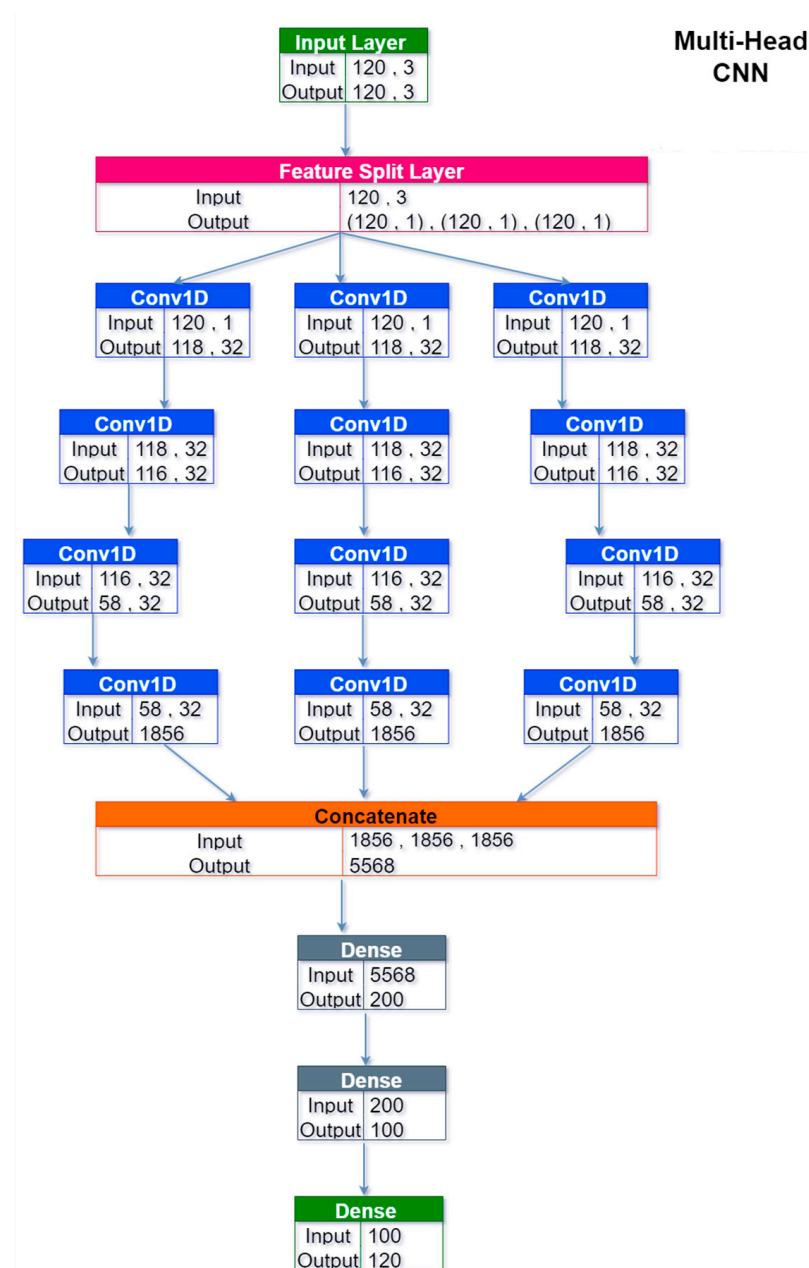 Multi-Head
CNN
Input Layer
Input 120 , 3
Output 120 , 3
Feature Split Layer
Input 120 , 3
Output (120 , 1) , (120 , 1) , (120 , 1)
Conv1D Conv1D Conv1D
Input 120 , 1 Input 120 , 1 Input 120 , 1
Output 118 , 32 Output 118 , 32 Output 118 , 32
Conv1D Conv1D Conv1D
Input 118 , 32 Input 118 , 32 Input 118 , 32
Output 116 , 32 Output 116 , 32 Output 116 , 32
Conv1D Conv1D Conv1D
Input 116 , 32 Input 116 , 32 Input 116 , 32
Output 58 , 32 Output 58 , 32 Output 58 , 32
Conv1D Conv1D Conv1D
Input 58 , 32 Input 58 , 32 Input 58 , 32
Output 1856 Output 1856 Output 1856
Concatenate
Input 1856 , 1856 , 1856
Output 5568
Dense
Input 5568
Output 200
Dense
Input 200
Output 100
Dense
Input 100
Output 120